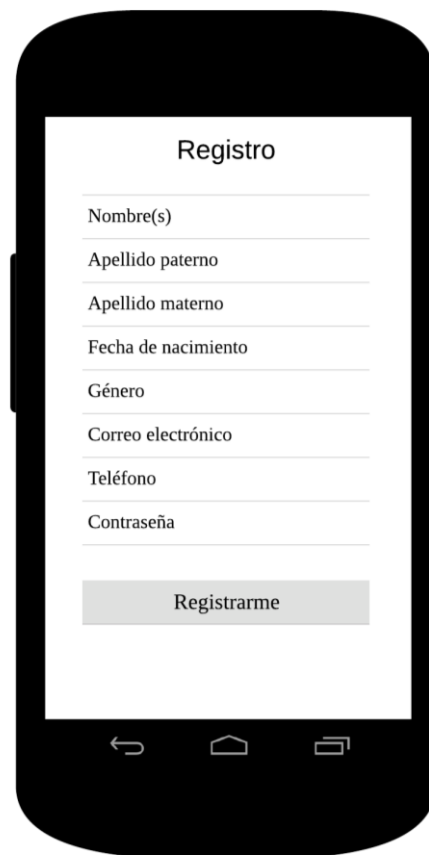 Registro
Nombre(s)
Apellido paterno
Apellido materno
Fecha de nacimiento
Género
Correo electrónico
Teléfono
Contraseña
Registrarme